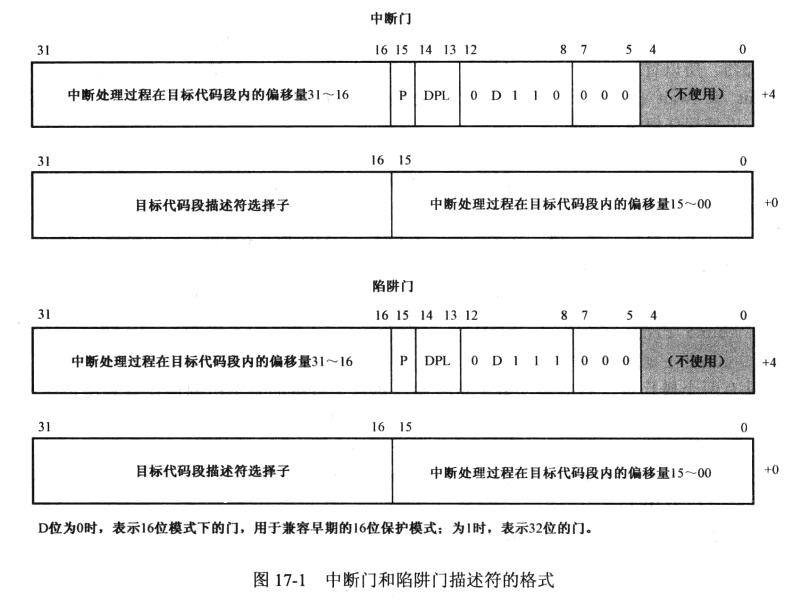 中断门
31 16 15 14 13 12 8 7 5 4 0
中断处理过程在目标代码段内的偏移量31～16 P DPL 0 D 1 1 0 0 0 0 （不使用） +4
31 16 15 0
目标代码段描述符选择子 中断处理过程在目标代码段内的偏移量15～00 +0
陷阱门
31 16 15 14 13 12 8 7 5 4 0
中断处理过程在目标代码段内的偏移量31～16 P DPL 0 D 1 1 1 0 0 0 （不使用） +4
31 16 15 0
目标代码段描述符选择子 中断处理过程在目标代码段内的偏移量15～00 +0
D位为0时，表示16位模式下的门，用于兼容早期的16位保护模式；为1时，表示32位的门。
图 17-1 中断门和陷阱门描述符的格式